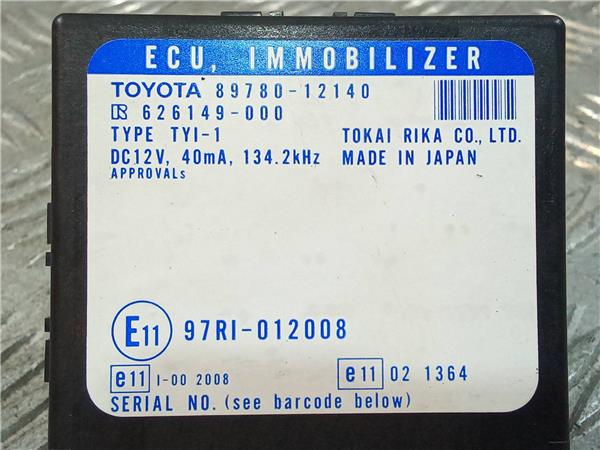 ECU, IMMOBILIZER
TOYOTA 89780-12140
R 626149-000
TYPE TYI-1 TOKAI RIKA CO., LTD.
DC12V, 40mA, 134.2kHz MADE IN JAPAN
APPROVALs
E11 97RI-012008
e11 I-00 2008 e11 02 1364
SERIAL NO. (see barcode below)